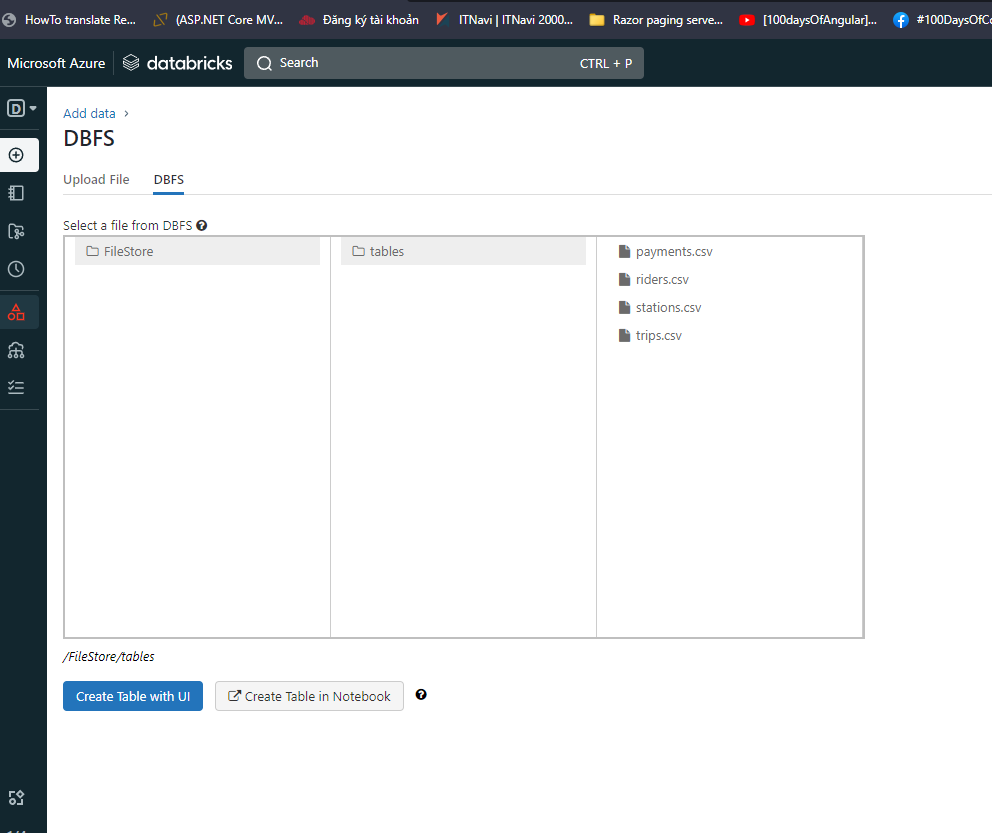 HowTo translate Re... (ASP.NET Core MV... Đăng ký tài khoản ITNavi | ITNavi 2000... Razor paging serve... [100daysOfAngular]... #100DaysOfCo
Microsoft Azure databricks Search CTRL + P
D
Add data ›
DBFS
Upload File DBFS
Select a file from DBFS ?
FileStore tables payments.csv
riders.csv
stations.csv
trips.csv
/FileStore/tables
Create Table with UI Create Table in Notebook ?